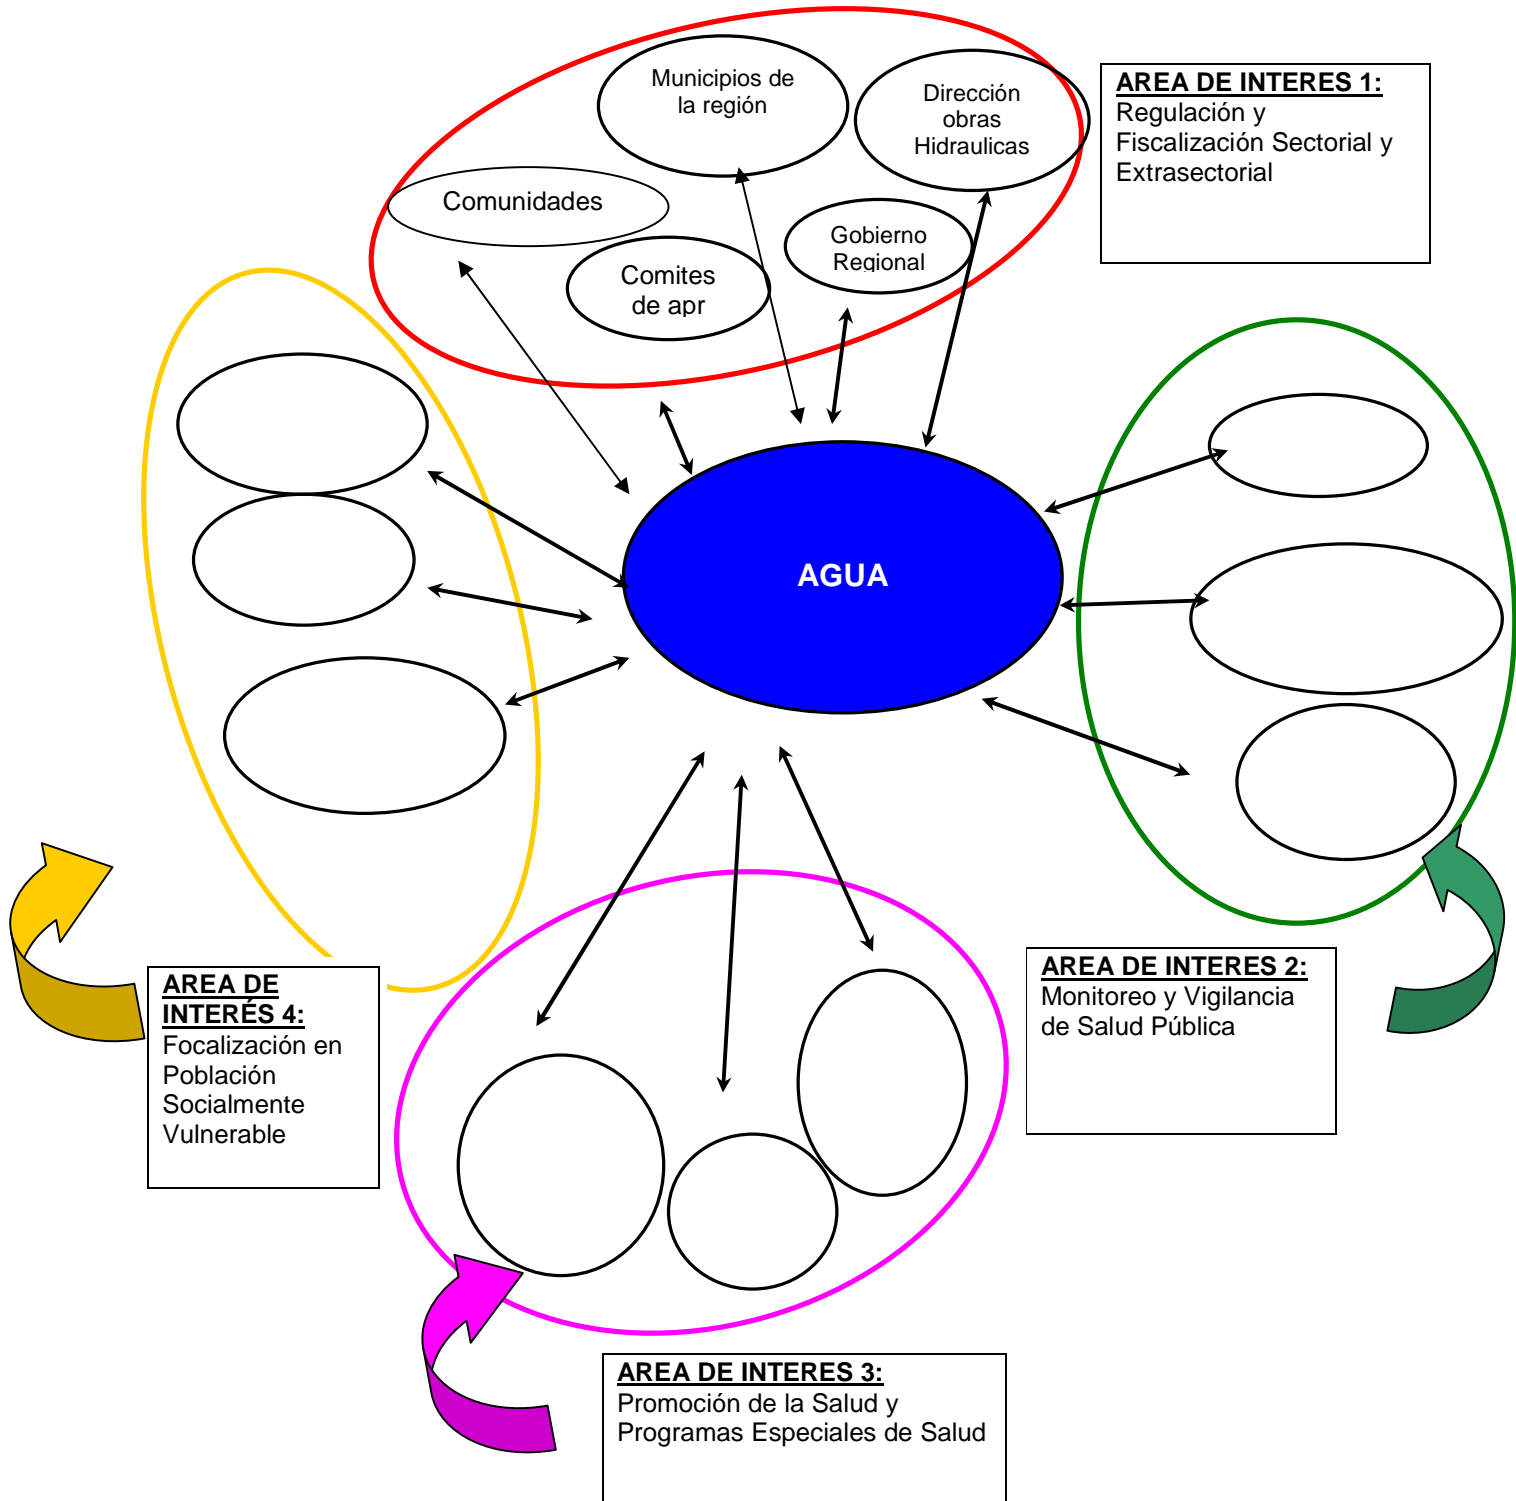 Municipios de
la región
Dirección
obras
Hidraulicas
Comunidades
Gobierno
Regional
Comites
de apr
AREA DE INTERES 1:
Regulación y
Fiscalización Sectorial y
Extrasectorial
AGUA
AREA DE INTERES 2:
Monitoreo y Vigilancia
de Salud Pública
AREA DE
INTERÉS 4:
Focalización en
Población
Socialmente
Vulnerable
AREA DE INTERES 3:
Promoción de la Salud y
Programas Especiales de Salud